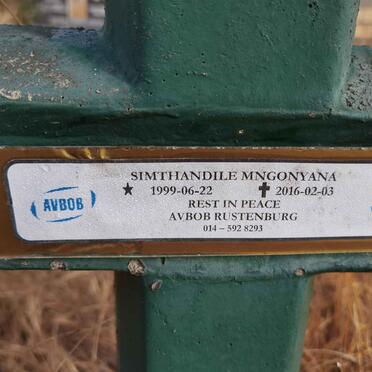 AVBOB
SIMTHANDILE MNGONYANA
★ 1999-06-22 ✝ 2016-02-03
REST IN PEACE
AVBOB RUSTENBURG
014 – 592 8293